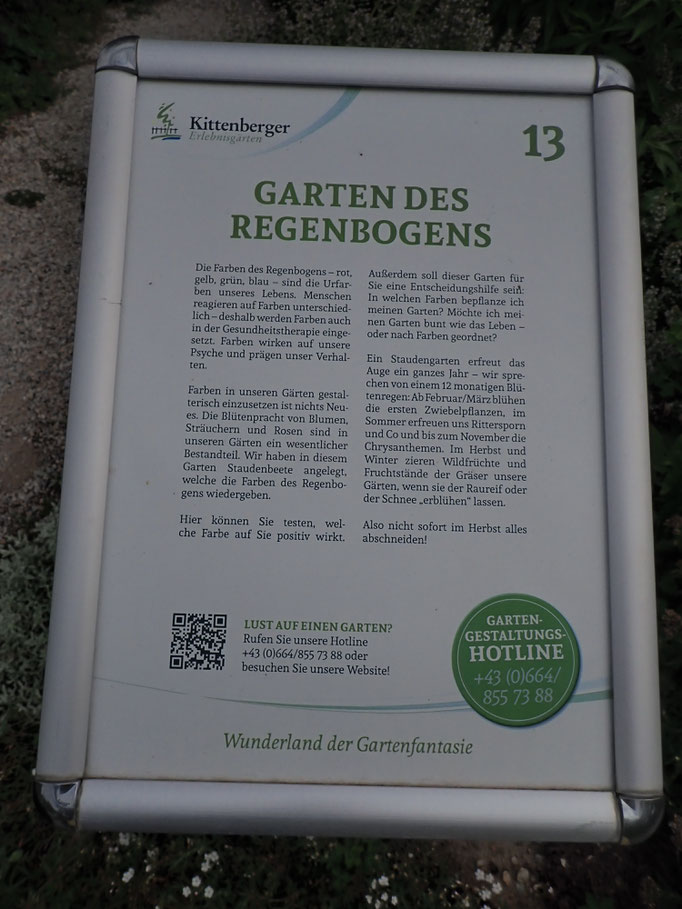 Kittenberger
Erlebnisgärten
13
GARTEN DES
REGENBOGENS
Die Farben des Regenbogens – rot,
gelb, grün, blau – sind die Urfar-
ben unseres Lebens. Menschen
reagieren auf Farben unterschied-
lich – deshalb werden Farben auch
in der Gesundheitstherapie einge-
setzt. Farben wirken auf unsere
Psyche und prägen unser Verhal-
ten.
Farben in unseren Gärten gestal-
terisch einzusetzen ist nichts Neu-
es. Die Blütenpracht von Blumen,
Sträuchern und Rosen sind in
unseren Gärten ein wesentlicher
Bestandteil. Wir haben in diesem
Garten Staudenbeete angelegt,
welche die Farben des Regenbo-
gens wiedergeben.
Hier können Sie testen, wel-
che Farbe auf Sie positiv wirkt.
Außerdem soll dieser Garten für
Sie eine Entscheidungshilfe sein:
In welchen Farben bepflanze ich
meinen Garten? Möchte ich mei-
nen Garten bunt wie das Leben –
oder nach Farben geordnet?
Ein Staudengarten erfreut das
Auge ein ganzes Jahr – wir spre-
chen von einem 12 monatigen Blü-
tenregen: Ab Februar/März blühen
die ersten Zwiebelpflanzen, im
Sommer erfreuen uns Rittersporn
und Co und bis zum November die
Chrysanthemen. Im Herbst und
Winter zieren Wildfrüchte und
Fruchtstände der Gräser unsere
Gärten, wenn sie der Raureif oder
der Schnee „erblühen“ lassen.
Also nicht sofort im Herbst alles
abschneiden!
LUST AUF EINEN GARTEN?
Rufen Sie unsere Hotline
+43 (0)664/855 73 88 oder
besuchen Sie unsere Website!
GARTEN-
GESTALTUNGS-
HOTLINE
+43 (0)664/
855 73 88
Wunderland der Gartenfantasie